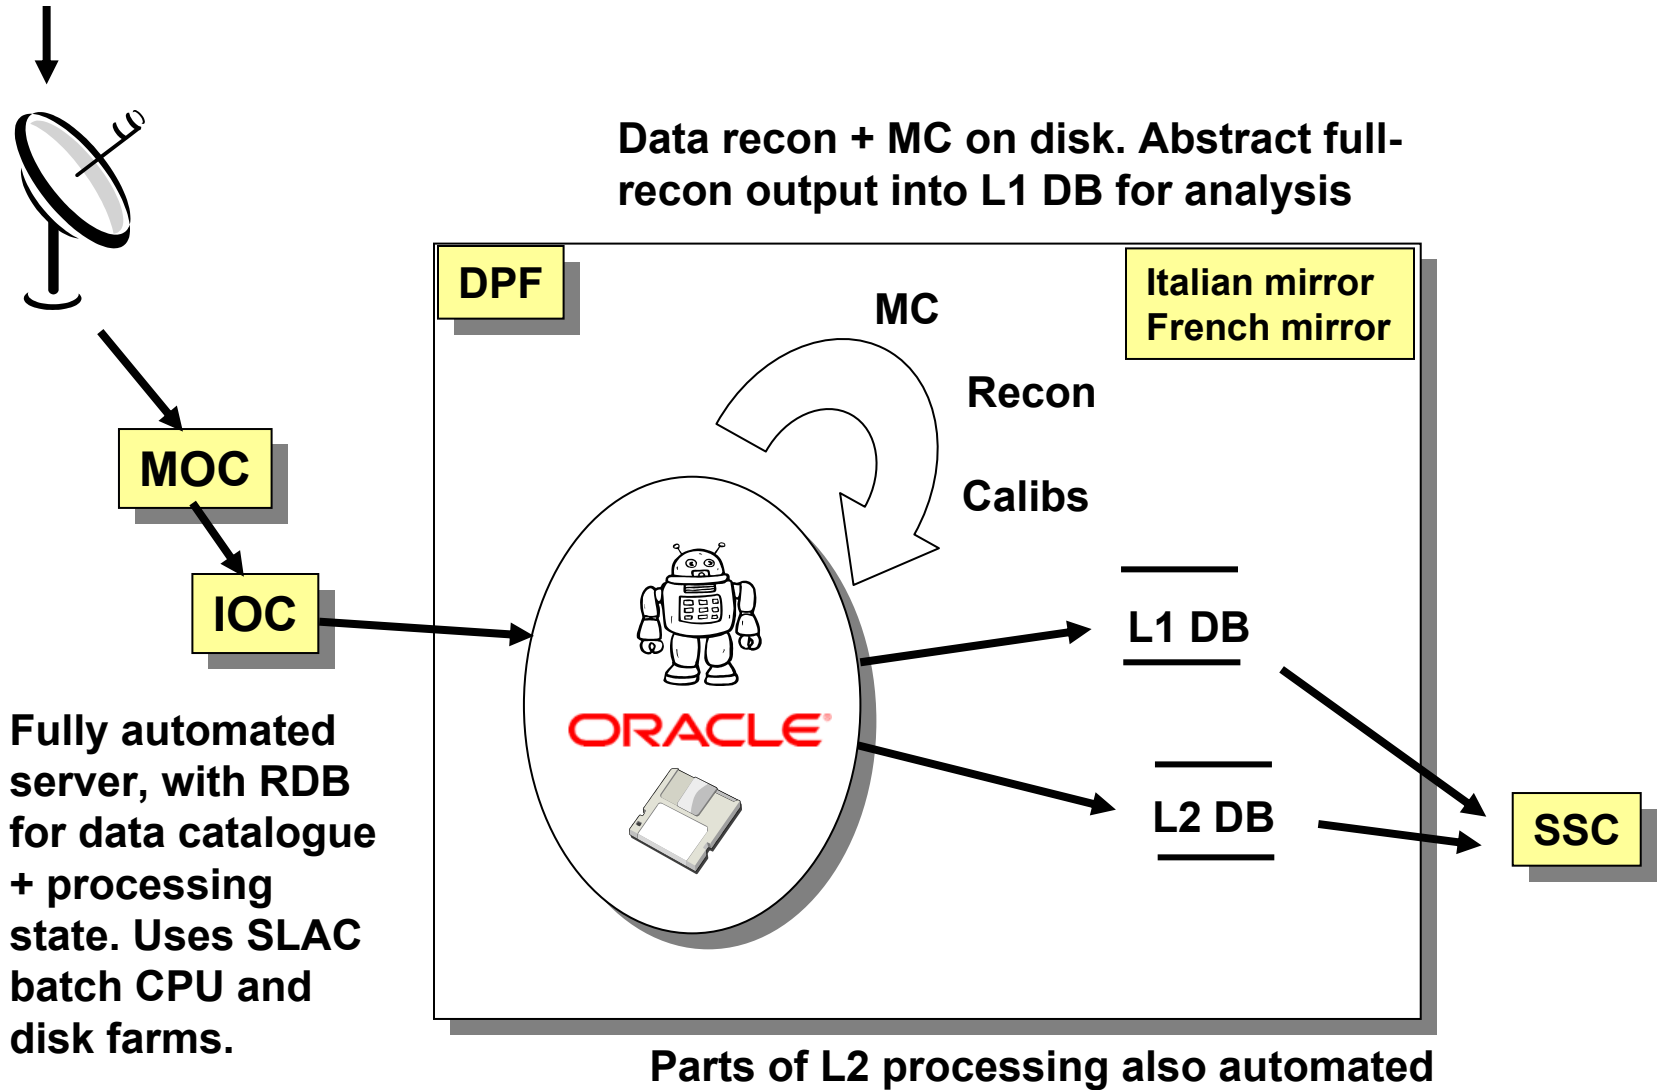 Data recon + MC on disk. Abstract full-
recon output into L1 DB for analysis
DPF
Italian mirror
French mirror
MC
Recon
Calibs
MOC
IOC
L1 DB
ORACLE®
L2 DB
SSC
Fully automated
server, with RDB
for data catalogue
+ processing
state. Uses SLAC
batch CPU and
disk farms.
Parts of L2 processing also automated